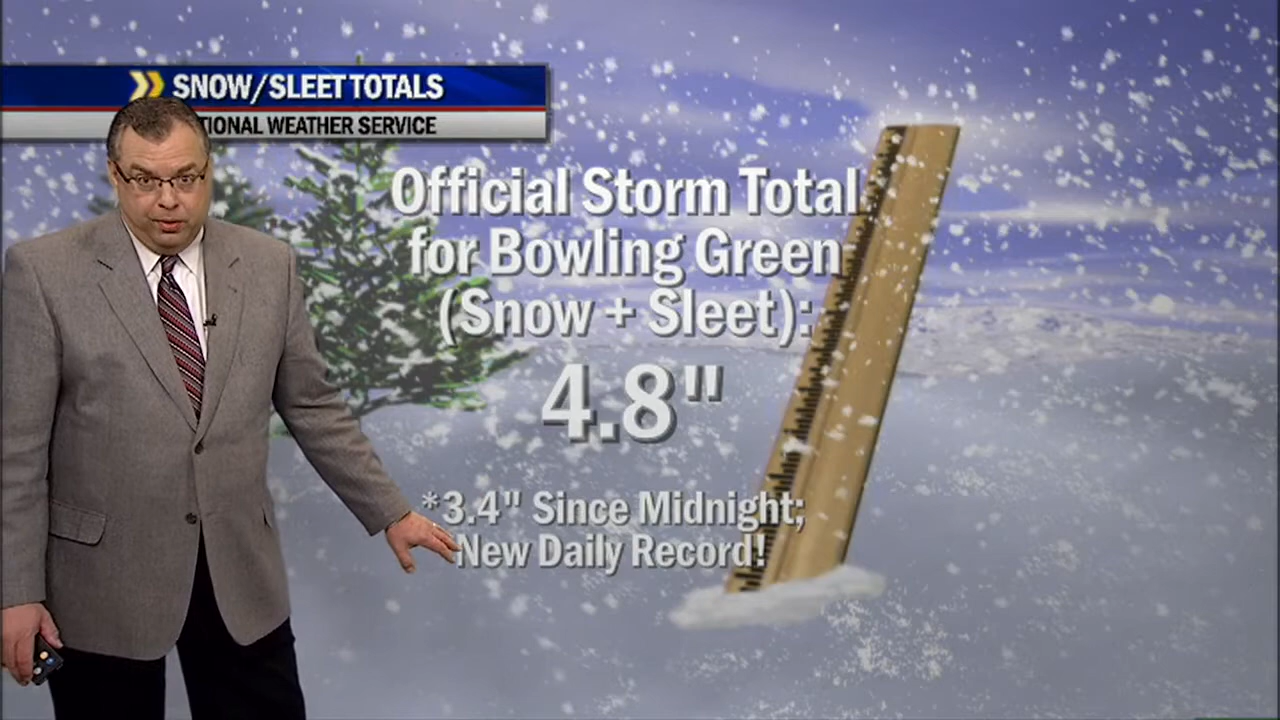 SNOW/SLEET TOTALS
TIONAL WEATHER SERVICE
Official Storm Total
for Bowling Green
(Snow + Sleet):
4.8"
*3.4" Since Midnight;
New Daily Record!